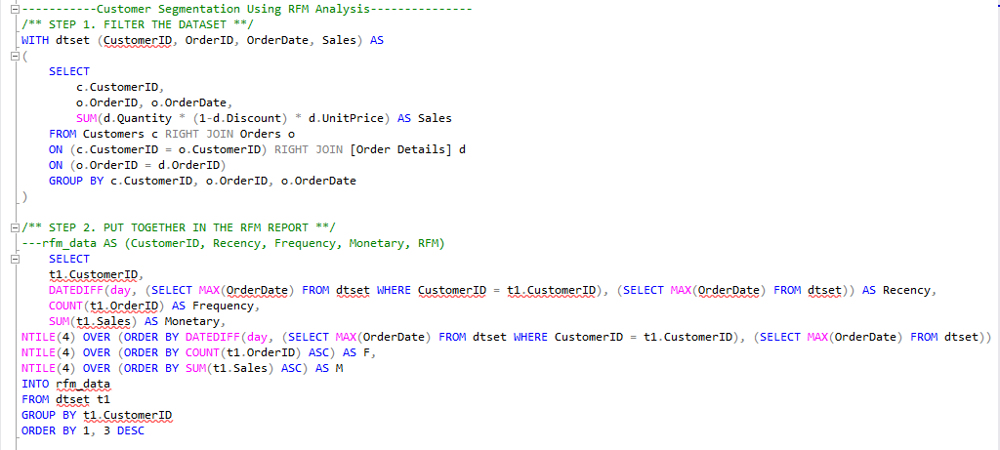 -----------Customer Segmentation Using RFM Analysis---------------
/** STEP 1. FILTER THE DATASET **/
WITH dtset (CustomerID, OrderID, OrderDate, Sales) AS
(
    SELECT
        c.CustomerID,
        o.OrderID, o.OrderDate,
        SUM(d.Quantity * (1-d.Discount) * d.UnitPrice) AS Sales
    FROM Customers c RIGHT JOIN Orders o
    ON (c.CustomerID = o.CustomerID) RIGHT JOIN [Order Details] d
    ON (o.OrderID = d.OrderID)
    GROUP BY c.CustomerID, o.OrderID, o.OrderDate
)
/** STEP 2. PUT TOGETHER IN THE RFM REPORT **/
---rfm_data AS (CustomerID, Recency, Frequency, Monetary, RFM)
    SELECT
    t1.CustomerID,
    DATEDIFF(day, (SELECT MAX(OrderDate) FROM dtset WHERE CustomerID = t1.CustomerID), (SELECT MAX(OrderDate) FROM dtset)) AS Recency,
    COUNT(t1.OrderID) AS Frequency,
    SUM(t1.Sales) AS Monetary,
NTILE(4) OVER (ORDER BY DATEDIFF(day, (SELECT MAX(OrderDate) FROM dtset WHERE CustomerID = t1.CustomerID), (SELECT MAX(OrderDate) FROM dtset))
NTILE(4) OVER (ORDER BY COUNT(t1.OrderID) ASC) AS F,
NTILE(4) OVER (ORDER BY SUM(t1.Sales) ASC) AS M
INTO rfm_data
FROM dtset t1
GROUP BY t1.CustomerID
ORDER BY 1, 3 DESC